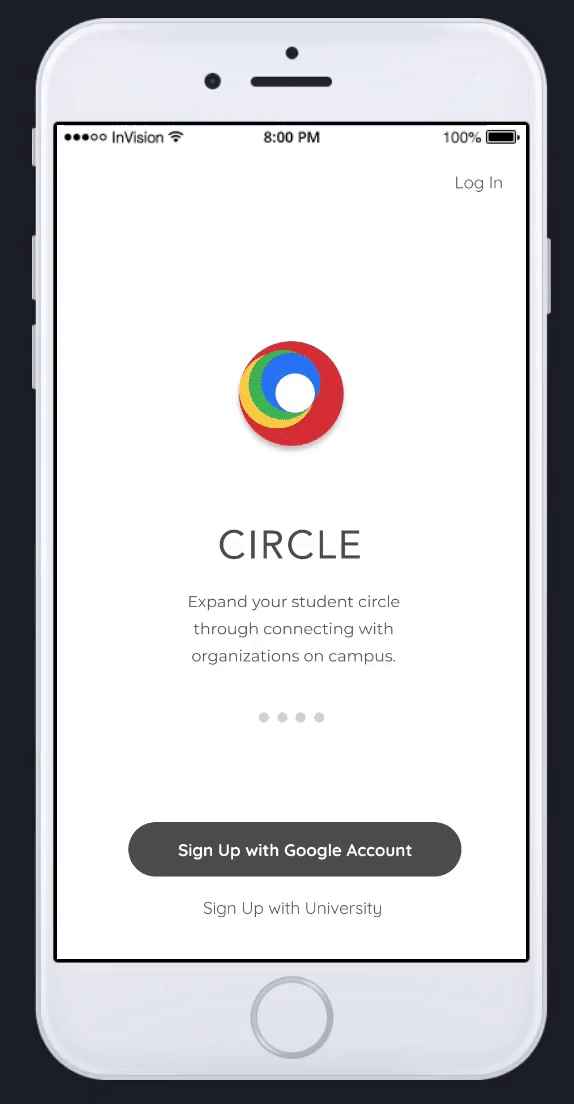 InVision 8:00 PM 100%
Log In
CIRCLE
Expand your student circle
through connecting with
organizations on campus.
Sign Up with Google Account
Sign Up with University